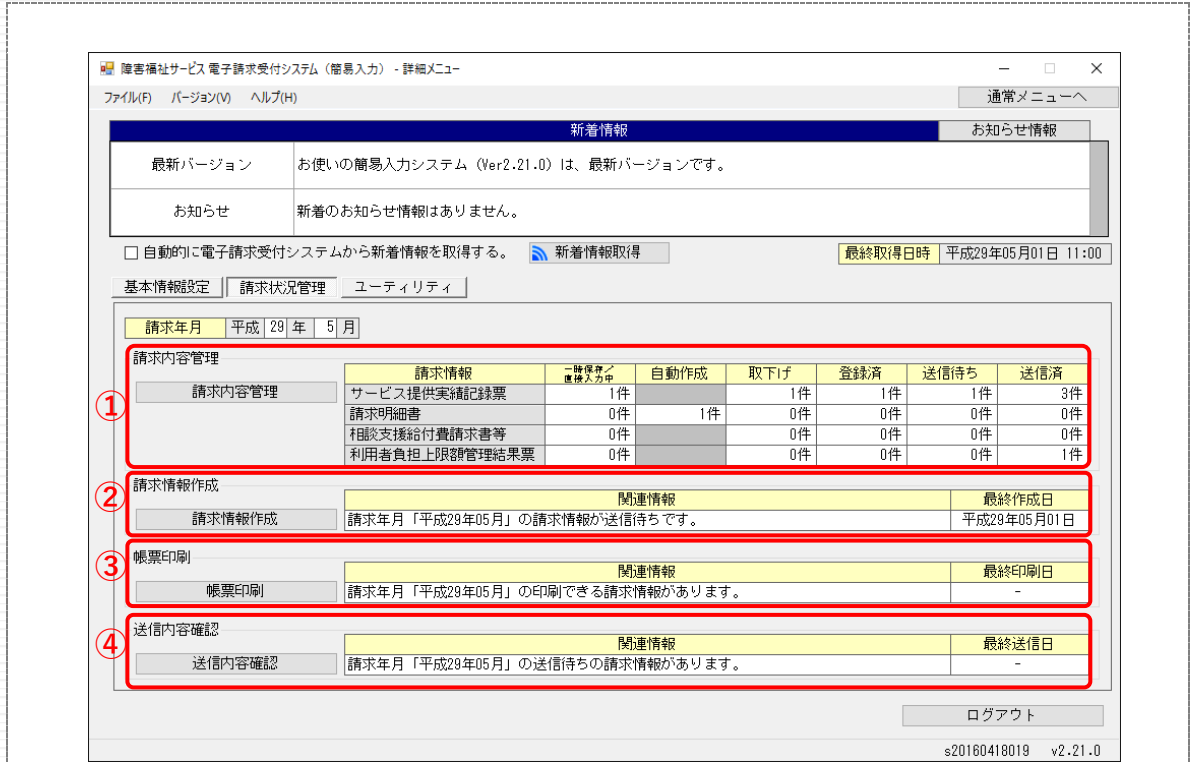 障害福祉サービス 電子請求受付システム（簡易入力） - 詳細メニュー
ファイル(F) バージョン(V) ヘルプ(H) 通常メニューへ
新着情報 お知らせ情報
最新バージョン お使いの簡易入力システム（Ver2.21.0）は、最新バージョンです。
お知らせ 新着のお知らせ情報はありません。
自動的に電子請求受付システムから新着情報を取得する。 新着情報取得 最終取得日時 平成29年05月01日 11:00
基本情報設定 請求状況管理 ユーティリティ
請求年月 平成 29 年 5 月
①
請求内容管理
請求情報 一時保存／直接入力中 自動作成 取下げ 登録済 送信待ち 送信済
請求内容管理 サービス提供実績記録票 1件 1件 1件 1件 3件
請求明細書 0件 1件 0件 0件 0件 0件
相談支援給付費請求書等 0件 0件 0件 0件 0件
利用者負担上限額管理結果票 0件 0件 0件 0件 1件
②
請求情報作成
関連情報 最終作成日
請求情報作成 請求年月「平成29年05月」の請求情報が送信待ちです。 平成29年05月01日
③
帳票印刷
関連情報 最終印刷日
帳票印刷 請求年月「平成29年05月」の印刷できる請求情報があります。 -
④
送信内容確認
関連情報 最終送信日
送信内容確認 請求年月「平成29年05月」の送信待ちの請求情報があります。 -
ログアウト
s20160418019 v2.21.0